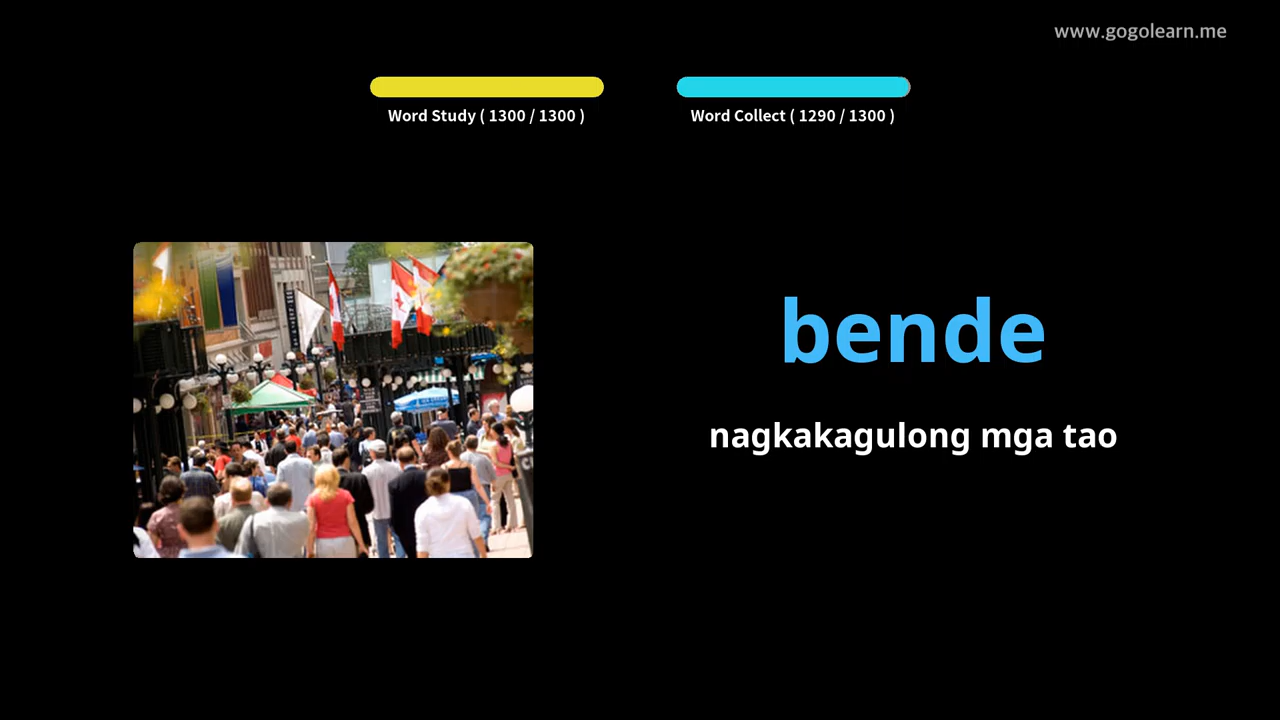 www.gogolearn.me
Word Study ( 1300 / 1300 )
Word Collect ( 1290 / 1300 )
bende
nagkakagulong mga tao